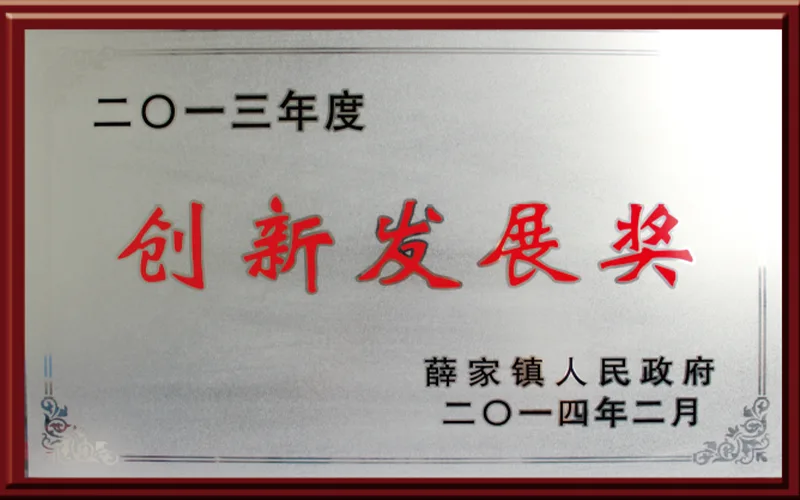 二〇一三年度
创新发展奖
薛家镇人民政府
二〇一四年二月